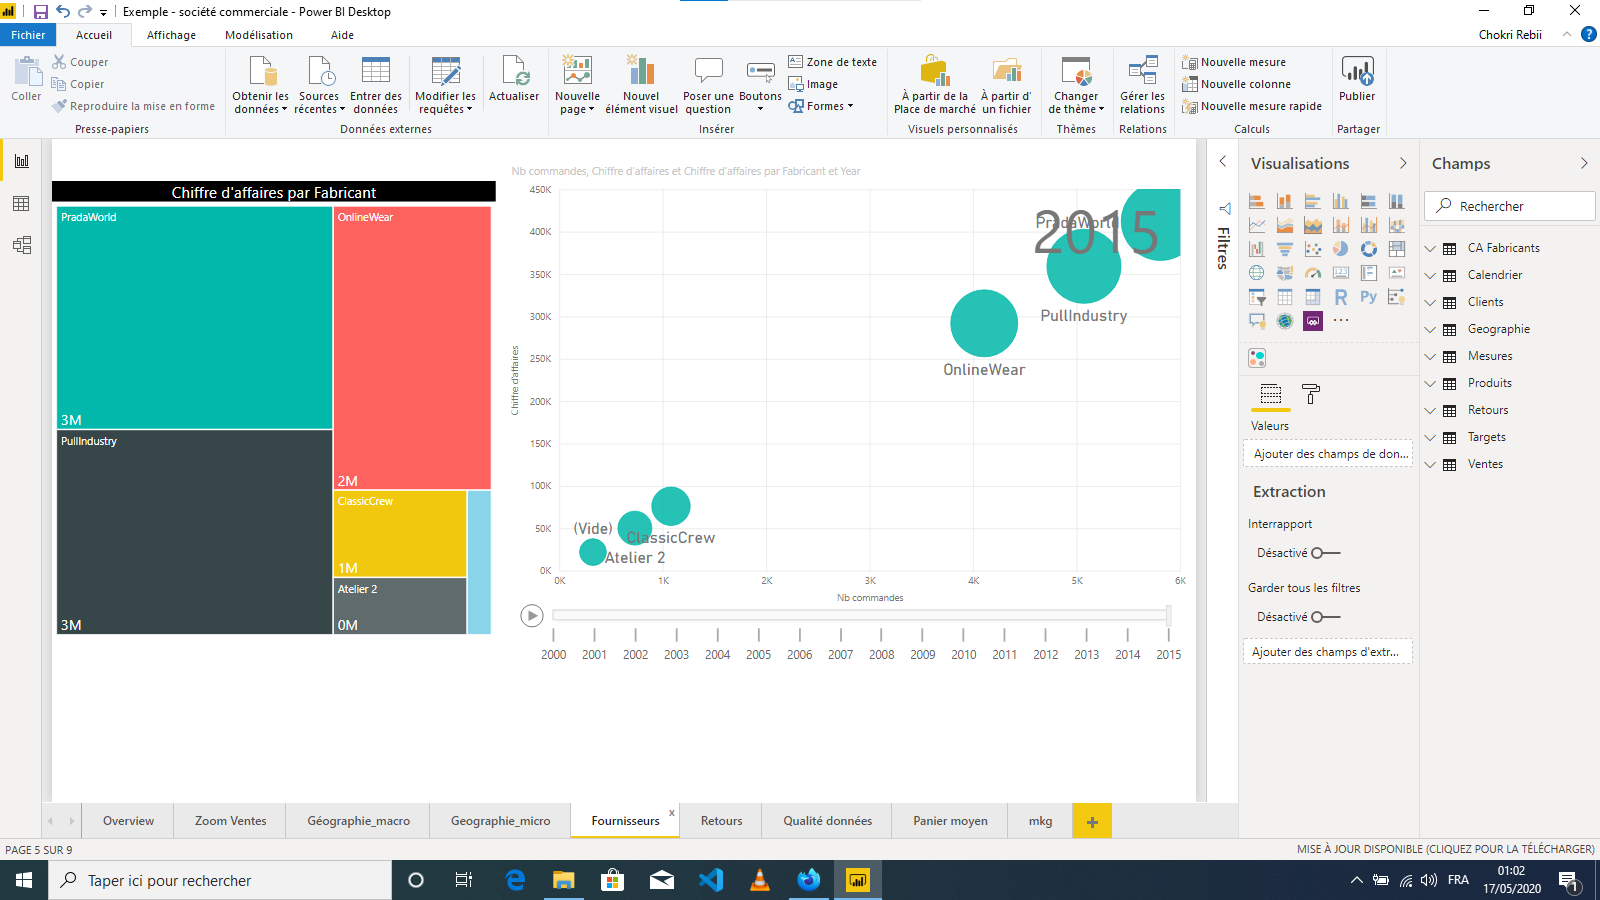 Exemple - société commerciale - Power BI Desktop
Fichier
Accueil
Affichage
Modélisation
Aide
Chokri Rebii
?
Coller
Couper
Copier
Reproduire la mise en forme
Presse-papiers
Obtenir les
données
Sources
récentes
Entrer des
données
Modifier les
requêtes
Actualiser
Données externes
Nouvelle
page
Nouvel
élément visuel
Poser une
question
Boutons
Zone de texte
Image
Formes
Insérer
À partir de la
Place de marché
À partir d'
un fichier
Visuels personnalisés
Changer
de thème
Thèmes
Gérer les
relations
Relations
Nouvelle mesure
Nouvelle colonne
Nouvelle mesure rapide
Calculs
Publier
Partager
Chiffre d'affaires par Fabricant
PradaWorld
3M
OnlineWear
2M
PullIndustry
3M
ClassicCrew
1M
Atelier 2
0M
Nb commandes, Chiffre d'affaires et Chiffre d'affaires par Fabricant et Year
Chiffre d'affaires
450K
400K
350K
300K
250K
200K
150K
100K
50K
0K
2015
PradaWorld
PullIndustry
OnlineWear
(Vide)
ClassicCrew
Atelier 2
0K
1K
2K
3K
4K
5K
6K
Nb commandes
2000
2001
2002
2003
2004
2005
2006
2007
2008
2009
2010
2011
2012
2013
2014
2015
Filtres
Visualisations
R
Py
Valeurs
Ajouter des champs de don...
Extraction
Interrapport
Désactivé
Garder tous les filtres
Désactivé
Ajouter des champs d'extr...
Champs
Rechercher
CA Fabricants
Calendrier
Clients
Geographie
Mesures
Produits
Retours
Targets
Ventes
Overview
Zoom Ventes
Géographie_macro
Geographie_micro
Fournisseurs
x
Retours
Qualité données
Panier moyen
mkg
+
PAGE 5 SUR 9
MISE À JOUR DISPONIBLE (CLIQUEZ POUR LA TÉLÉCHARGER)
Taper ici pour rechercher
FRA
01:02
17/05/2020
1